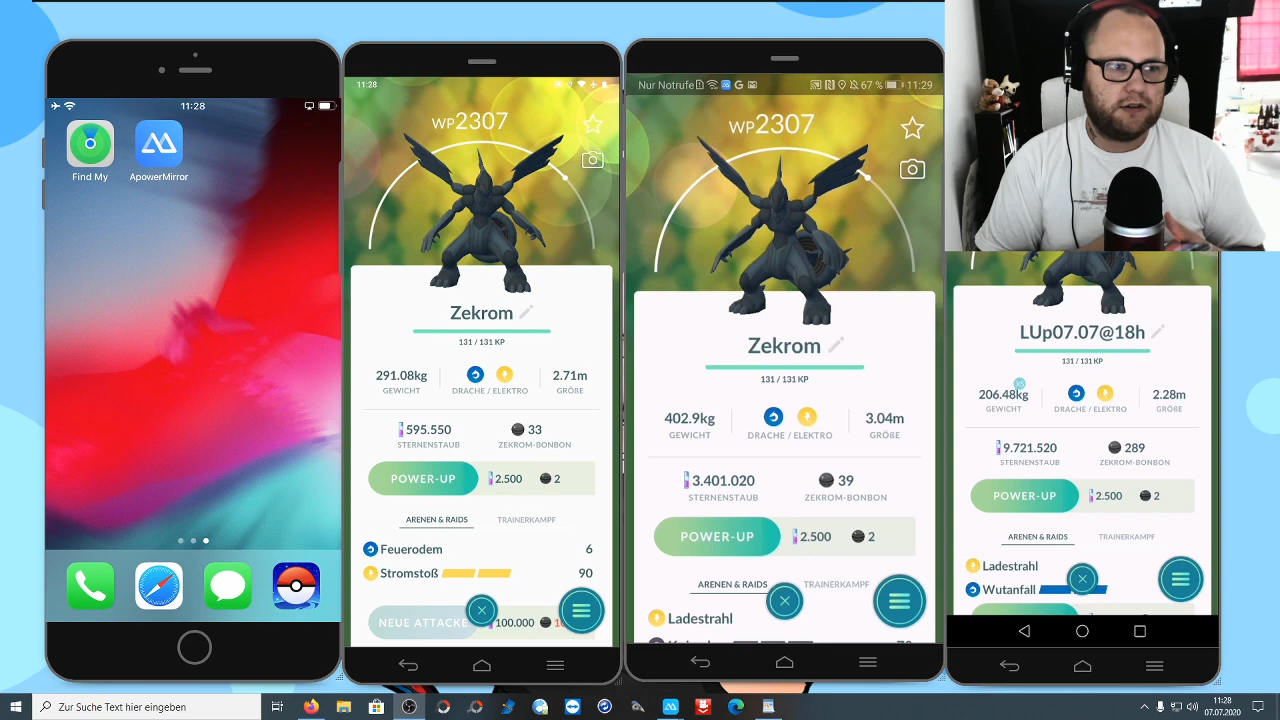 11:28
Find My
ApowerMirror
11:28
WP2307
Zekrom
131 / 131 KP
291.08kg
GEWICHT
DRACHE / ELEKTRO
2.71m
GRÖßE
595.550
STERNENSTAUB
33
ZEKROM-BONBON
POWER-UP
2.500
2
ARENEN & RAIDS
TRAINERKAMPF
Feuerodem
6
Stromstoß
90
NEUE ATTACKE
100.000
Nur Notrufe
67 %
11:29
WP2307
Zekrom
131 / 131 KP
402.9kg
GEWICHT
DRACHE / ELEKTRO
3.04m
GRÖßE
3.401.020
STERNENSTAUB
39
ZEKROM-BONBON
POWER-UP
2.500
2
ARENEN & RAIDS
TRAINERKAMPF
Ladestrahl
LUp07.07@18h
131 / 131 KP
XS
206.48kg
GEWICHT
DRACHE / ELEKTRO
2.28m
GRÖßE
9.721.520
STERNENSTAUB
289
ZEKROM-BONBON
POWER-UP
2.500
2
ARENEN & RAIDS
TRAINERKAMPF
Ladestrahl
Wutanfall
Zur Suche Text hier eingeben
11:28
07.07.2020